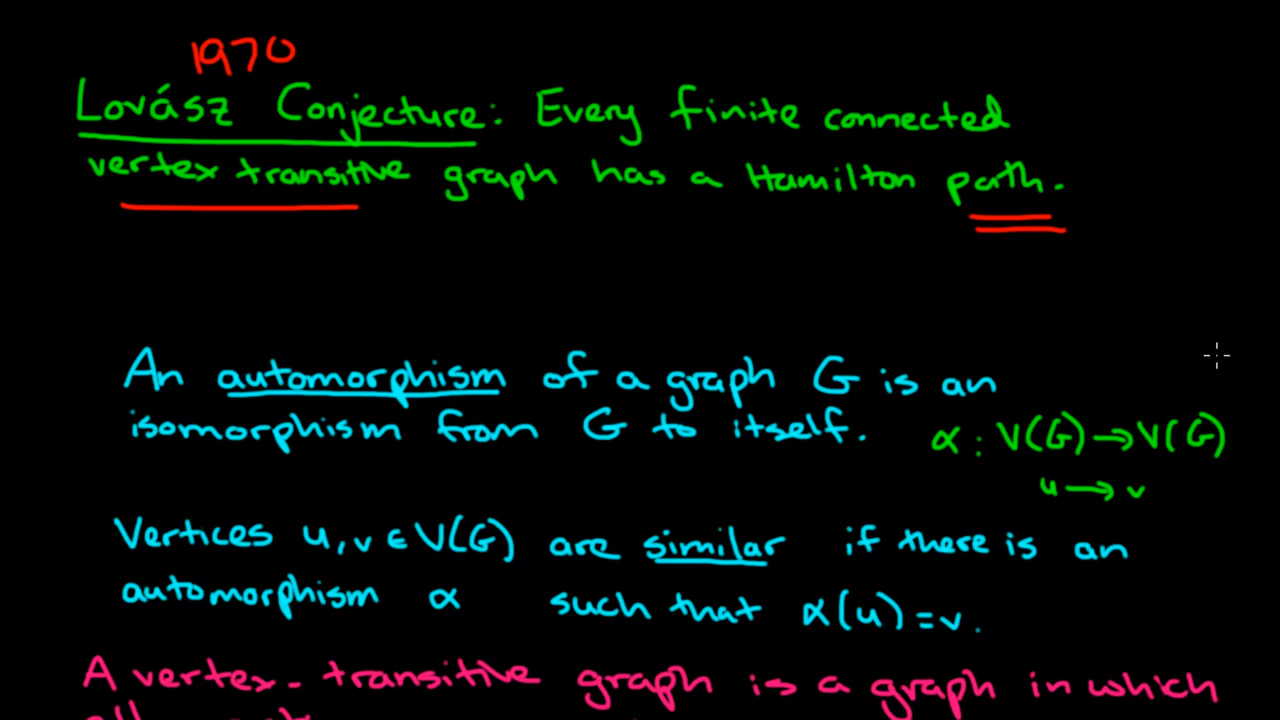 1970
Lovász Conjecture: Every finite connected
vertex transitive graph has a Hamilton path.
An automorphism of a graph G is an
isomorphism from G to itself. α : V(G) → V(G)
u → v
Vertices u, v ∈ V(G) are similar if there is an
automorphism α such that α(u) = v.
A vertex-transitive graph is a graph in which